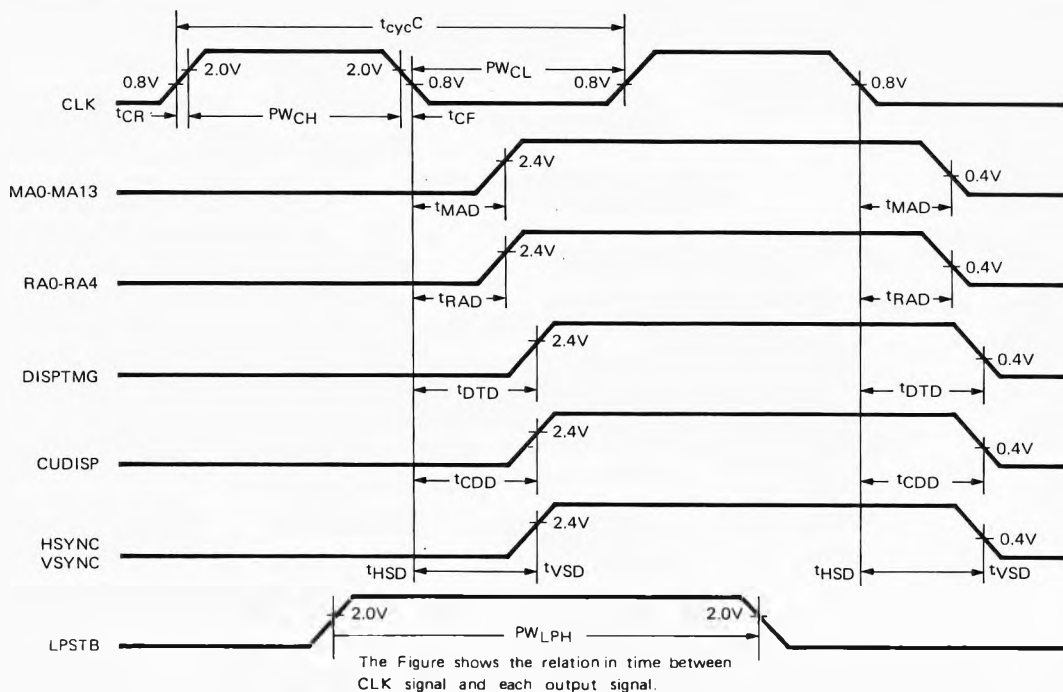 tcycC
0.8V 2.0V 2.0V PWCL 0.8V 0.8V 0.8V
CLK
tCR PWCH tCF
MA0-MA13 2.4V 0.4V
tMAD tMAD
RA0-RA4 2.4V 0.4V
tRAD tRAD
DISPTMG 2.4V 0.4V
tDTD tDTD
CUDISP 2.4V 0.4V
tCDD tCDD
HSYNC 2.4V 0.4V
VSYNC
tHSD tVSD tHSD tVSD
2.0V 2.0V
LPSTB PWLPH
The Figure shows the relation in time between
CLK signal and each output signal.